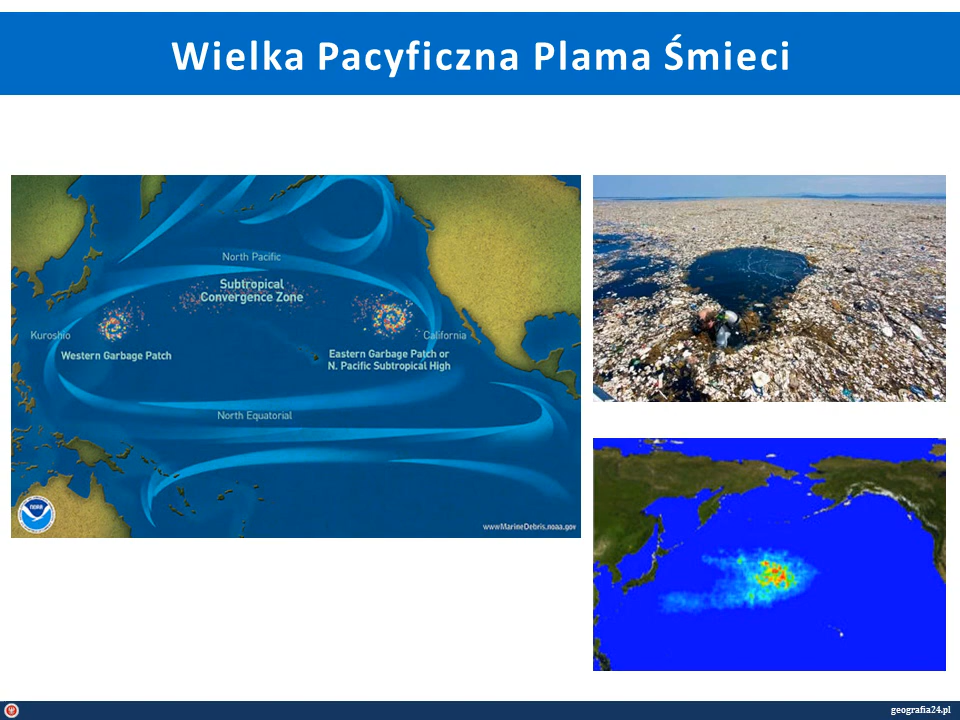 Wielka Pacyficzna Plama Śmieci
North Pacific
Subtropical
Convergence Zone
Kuroshio
California
Western Garbage Patch
Eastern Garbage Patch or
N. Pacific Subtropical High
North Equatorial
NOAA
www.MarineDebris.noaa.gov
geografia24.pl